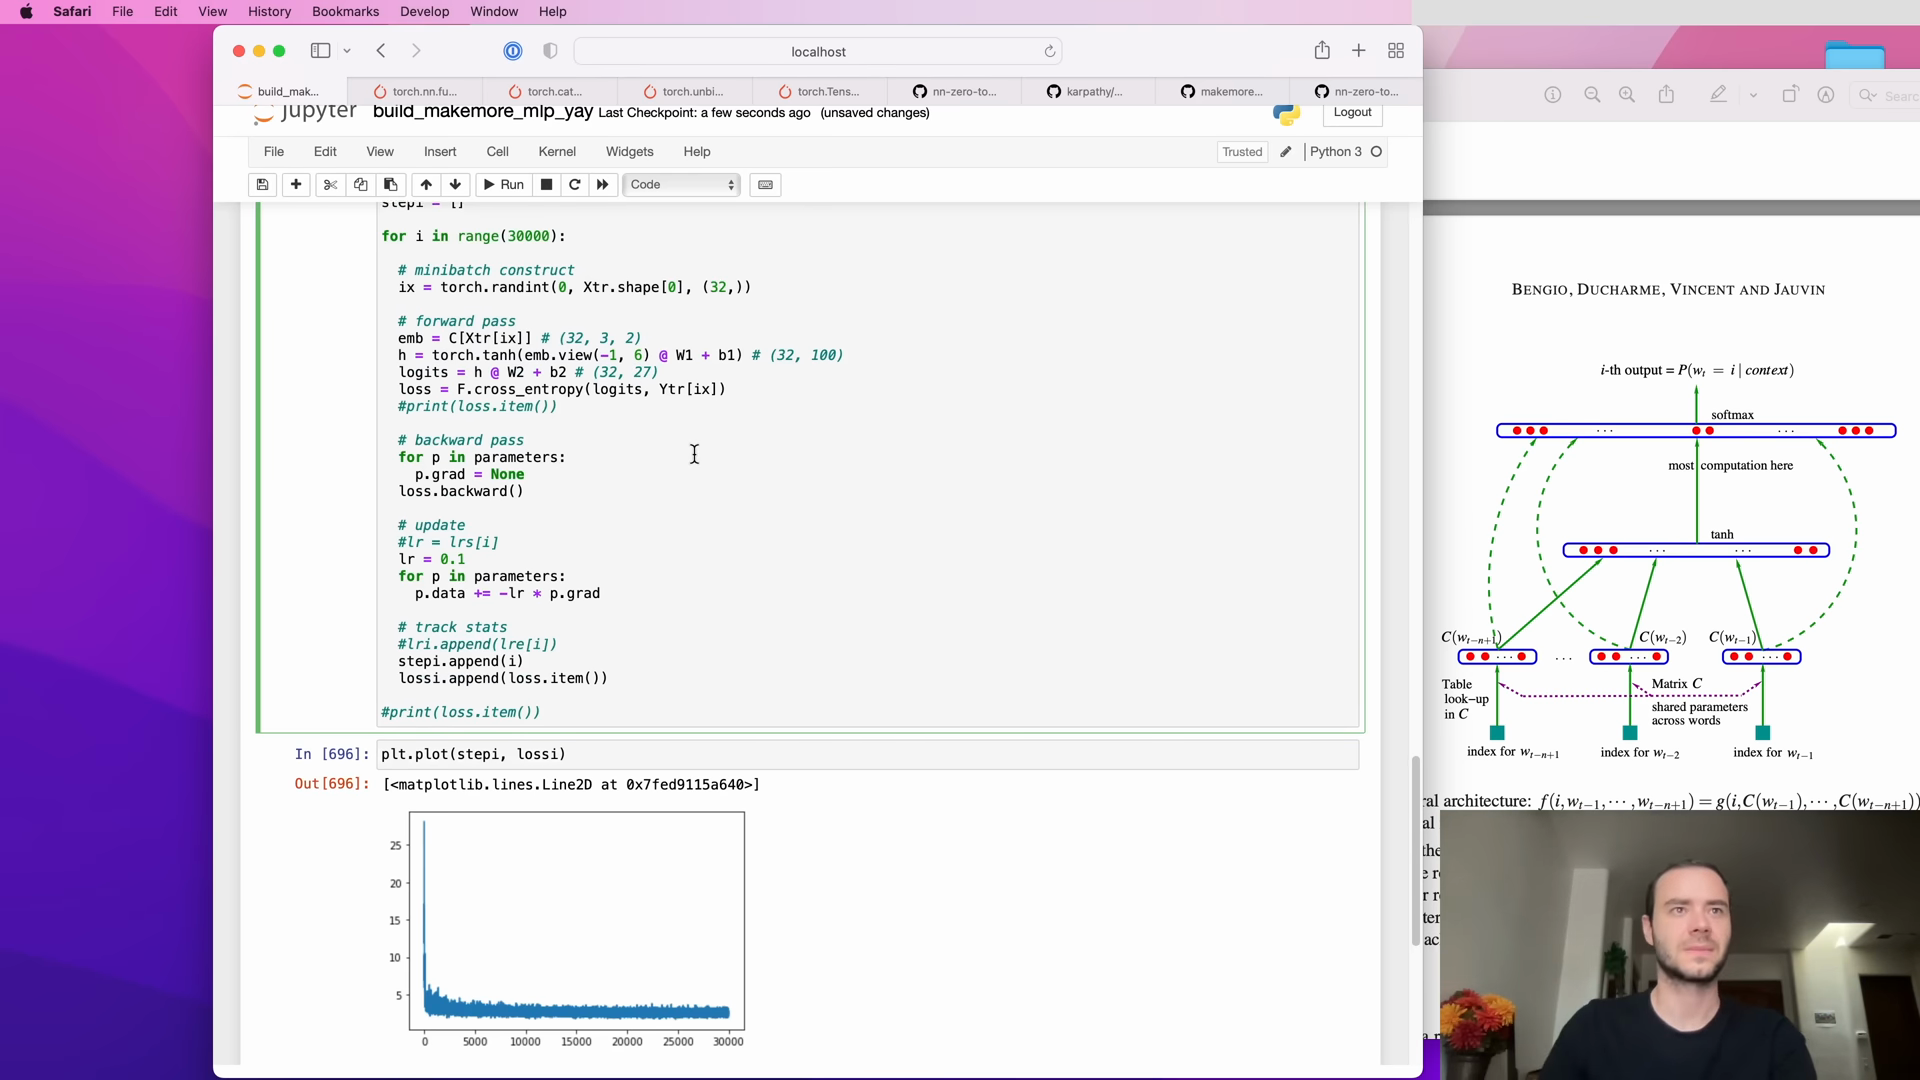 Safari File Edit View History Bookmarks Develop Window Help
localhost
build_mak... torch.nn.fu... torch.cat... torch.unbi... torch.Tens... nn-zero-to... karpathy/... makemore... nn-zero-to...
Search
jupyter build_makemore_mlp_yay Last Checkpoint: a few seconds ago (unsaved changes) Logout
File Edit View Insert Cell Kernel Widgets Help Trusted Python 3
Run Code
stepi = []
for i in range(30000):
# minibatch construct
ix = torch.randint(0, Xtr.shape[0], (32,))
# forward pass
emb = C[Xtr[ix]] # (32, 3, 2)
h = torch.tanh(emb.view(-1, 6) @ W1 + b1) # (32, 100)
logits = h @ W2 + b2 # (32, 27)
loss = F.cross_entropy(logits, Ytr[ix])
#print(loss.item())
# backward pass
for p in parameters:
p.grad = None
loss.backward()
# update
#lr = lrs[i]
lr = 0.1
for p in parameters:
p.data += -lr * p.grad
# track stats
#lri.append(lre[i])
stepi.append(i)
lossi.append(loss.item())
#print(loss.item())
In [696]: plt.plot(stepi, lossi)
Out[696]: [<matplotlib.lines.Line2D at 0x7fed9115a640>]
25
20
15
10
5
0 5000 10000 15000 20000 25000 30000
BENGIO, DUCHARME, VINCENT AND JAUVIN
i-th output = P(w_t = i | context)
softmax
. . . . . .
most computation here
tanh
. . . . . .
C(w_{t−n+1}) C(w_{t−2}) C(w_{t−1})
. . . . . . . . . . . .
Table look−up in C
Matrix C
shared parameters
across words
index for w_{t−n+1} index for w_{t−2} index for w_{t−1}
ral architecture: f(i,w_{t−1},···,w_{t−n+1}) = g(i,C(w_{t−1}),···,C(w_{t−n+1}))
al
the